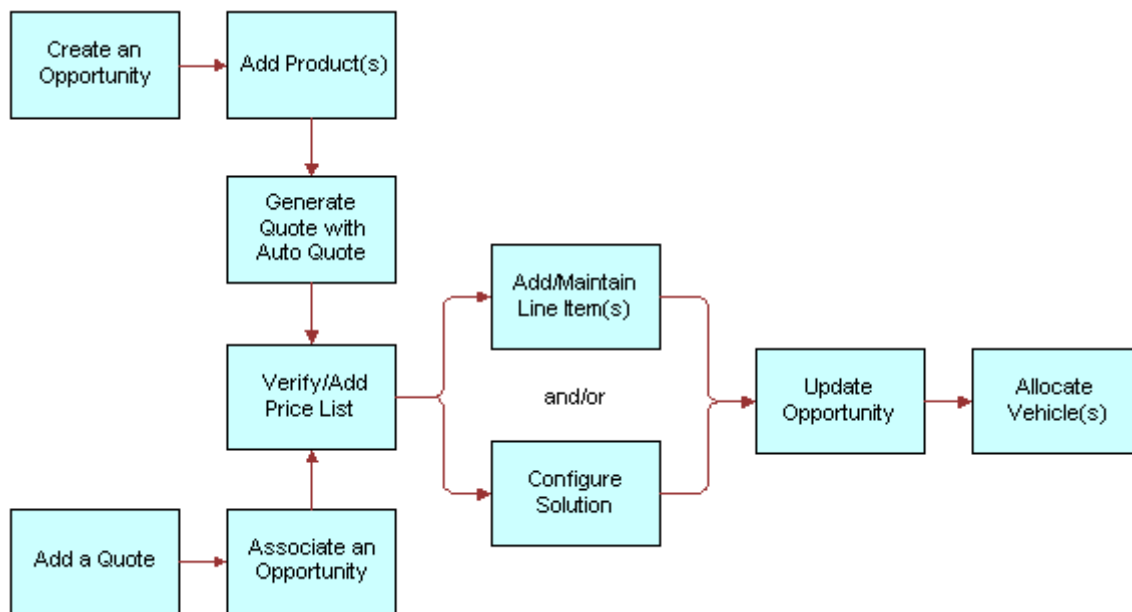 Create an
Opportunity
Add Product(s)
Generate
Quote with
Auto Quote
Verify/Add
Price List
Add a Quote
Associate an
Opportunity
Add/Maintain
Line Item(s)
and/or
Configure
Solution
Update
Opportunity
Allocate
Vehicle(s)